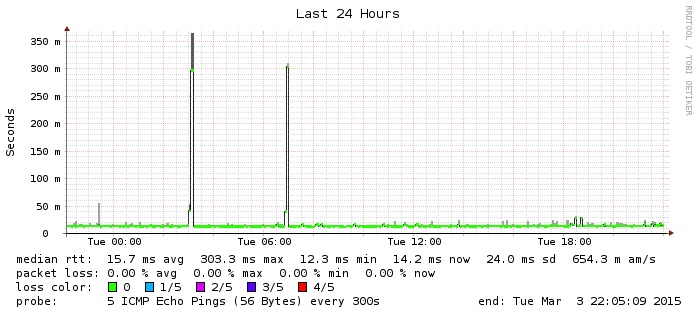 Last 24 Hours
RRDTOOL / TOBI OETIKER
Seconds
350 m
300 m
250 m
200 m
150 m
100 m
50 m
0
Tue 00:00 Tue 06:00 Tue 12:00 Tue 18:00
median rtt: 15.7 ms avg 303.3 ms max 12.3 ms min 14.2 ms now 24.0 ms sd 654.3 m am/s
packet loss: 0.00 % avg 0.00 % max 0.00 % min 0.00 % now
loss color: 0 1/5 2/5 3/5 4/5
probe: 5 ICMP Echo Pings (56 Bytes) every 300s end: Tue Mar 3 22:05:09 2015